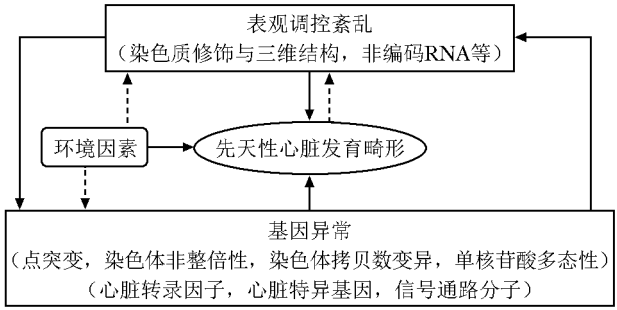 表观调控紊乱
（染色质修饰与三维结构，非编码RNA等）
环境因素
先天性心脏发育畸形
基因异常
（点突变，染色体非整倍性，染色体拷贝数变异，单核苷酸多态性）
（心脏转录因子，心脏特异基因，信号通路分子）